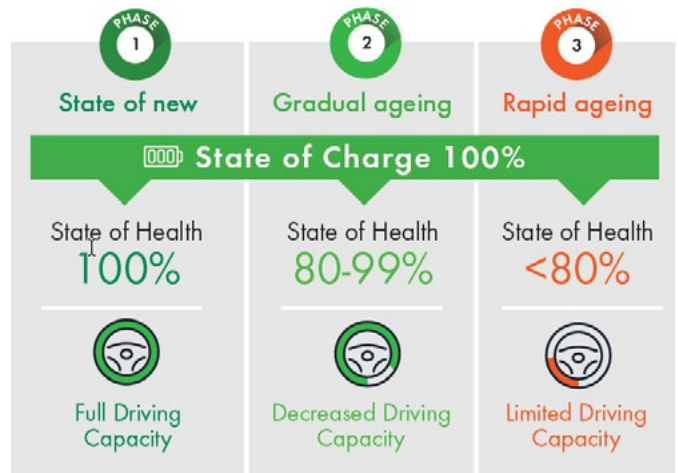 PHASE
1
State of new
PHASE
2
Gradual ageing
PHASE
3
Rapid ageing
State of Charge 100%
State of Health
100%
State of Health
80-99%
State of Health
<80%
Full Driving
Capacity
Decreased Driving
Capacity
Limited Driving
Capacity